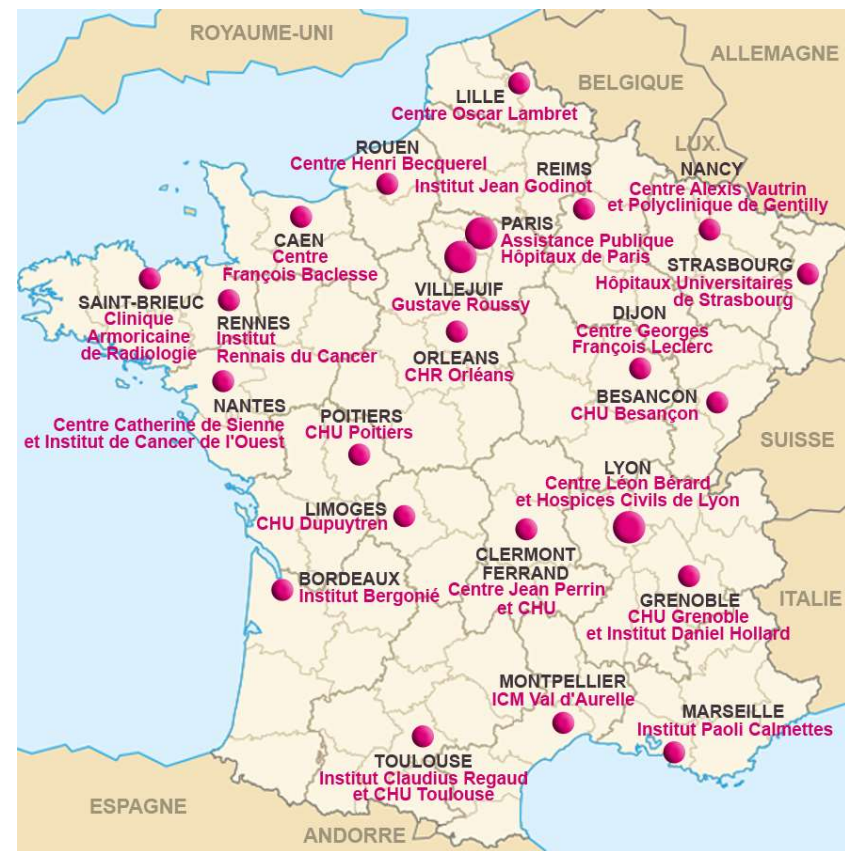 ROYAUME-UNI
ALLEMAGNE
BELGIQUE
LILLE
Centre Oscar Lambret
LUX.
ROUEN
Centre Henri Becquerel
REIMS
Institut Jean Godinot
NANCY
Centre Alexis Vautrin
et Polyclinique de Gentilly
CAEN
Centre
François Baclesse
PARIS
Assistance Publique
Hôpitaux de Paris
STRASBOURG
Hôpitaux Universitaires
de Strasbourg
VILLEJUIF
Gustave Roussy
SAINT-BRIEUC
Clinique
Armoricaine
de Radiologie
RENNES
Institut
Rennais du Cancer
DIJON
Centre Georges
François Leclerc
ORLEANS
CHR Orléans
BESANCON
CHU Besançon
NANTES
Centre Catherine de Sienne
et Institut de Cancer de l'Ouest
POITIERS
CHU Poitiers
SUISSE
LYON
Centre Léon Bérard
et Hospices Civils de Lyon
LIMOGES
CHU Dupuytren
CLERMONT
FERRAND
Centre Jean Perrin
et CHU
BORDEAUX
Institut Bergonié
GRENOBLE
CHU Grenoble
et Institut Daniel Hollard
ITALIE
MONTPELLIER
ICM Val d'Aurelle
MARSEILLE
Institut Paoli Calmettes
TOULOUSE
Institut Claudius Regaud
et CHU Toulouse
ESPAGNE
ANDORRE